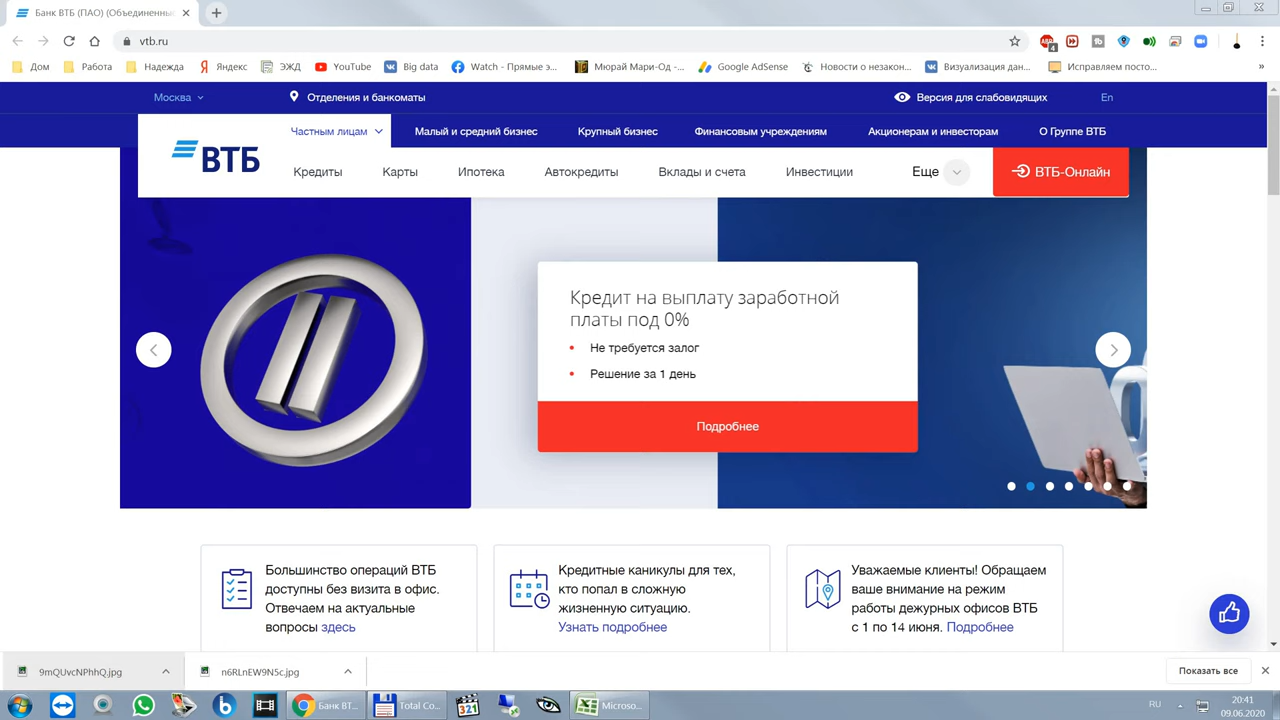 Банк ВТБ (ПАО) (Объединенны
vtb.ru
4
Дом
Работа
Надежда
Яндекс
ЭЖД
YouTube
Big data
Watch - Прямые э...
Мюрай Мари-Од -...
Google AdSense
Новости о незакон...
Визуализация дан...
Исправляем посто...
»
Москва
Отделения и банкоматы
Версия для слабовидящих
En
Частным лицам
Малый и средний бизнес
Крупный бизнес
Финансовым учреждениям
Акционерам и инвесторам
О Группе ВТБ
ВТБ
Кредиты
Карты
Ипотека
Автокредиты
Вклады и счета
Инвестиции
Еще
ВТБ-Онлайн
Кредит на выплату заработной
платы под 0%
Не требуется залог
Решение за 1 день
Подробнее
Большинство операций ВТБ
доступны без визита в офис.
Отвечаем на актуальные
вопросы здесь
Кредитные каникулы для тех,
кто попал в сложную
жизненную ситуацию.
Узнать подробнее
Уважаемые клиенты! Обращаем
ваше внимание на режим
работы дежурных офисов ВТБ
с 1 по 14 июня. Подробнее
9mQUvcNPhhQ.jpg
n6RLnEW9N5c.jpg
Показать все
Банк ВТ...
Total Co...
321
Microso...
RU
20:41
09.06.2020